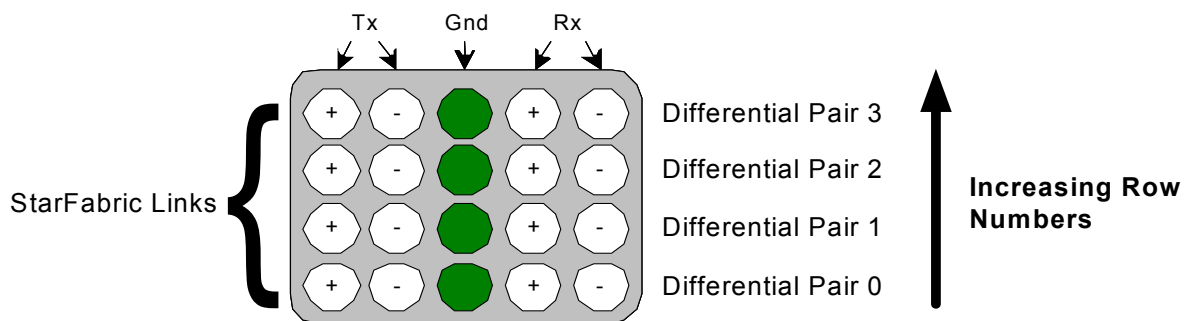 Tx Gnd Rx
+ - + - Differential Pair 3
+ - + - Differential Pair 2
StarFabric Links
+ - + - Differential Pair 1
+ - + - Differential Pair 0
Increasing Row
Numbers